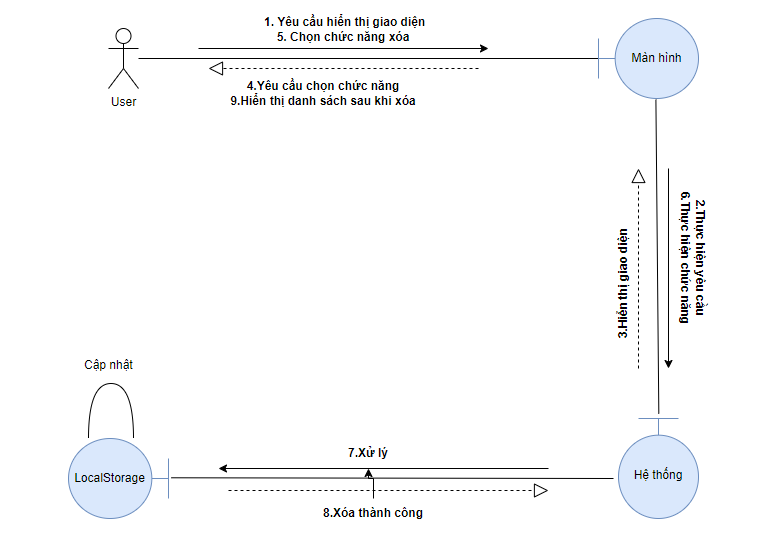 1. Yêu cầu hiển thị giao diện
5. Chọn chức năng xóa
Màn hình
4.Yêu cầu chọn chức năng
9.Hiển thị danh sách sau khi xóa
User
2.Thực hiện yêu cầu
6.Thực hiện chức năng
3.Hiển thị giao diện
Cập nhật
7.Xử lý
LocalStorage
Hệ thống
8.Xóa thành công